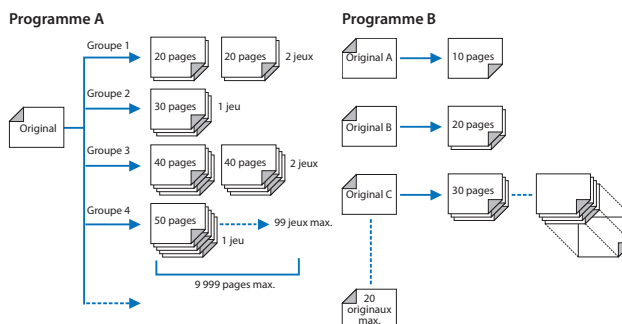 Programme A
Groupe 1
20 pages
20 pages
2 jeux
Groupe 2
30 pages
1 jeu
Original
Groupe 3
40 pages
40 pages
2 jeux
Groupe 4
50 pages
1 jeu
99 jeux max.
9 999 pages max.
Programme B
Original A
10 pages
Original B
20 pages
Original C
30 pages
20
originaux
max.